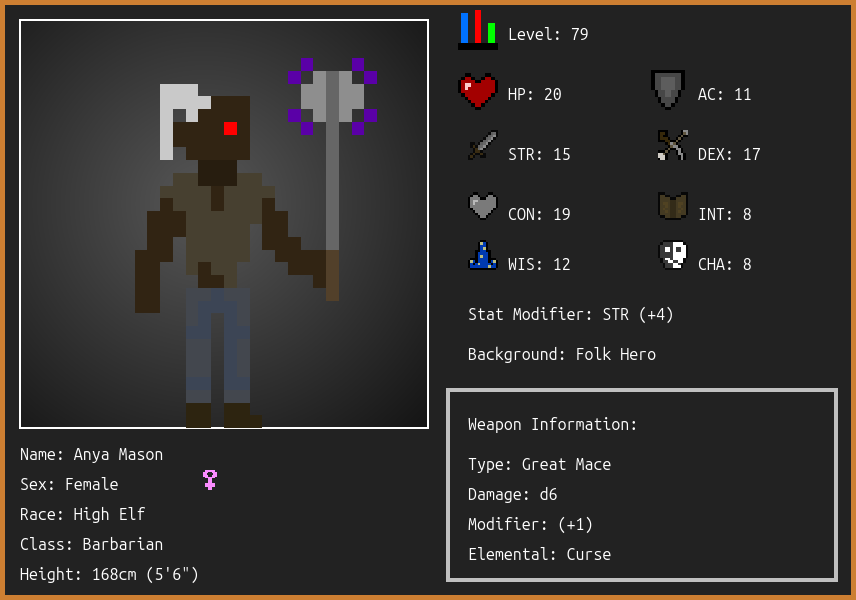 Level: 79
HP: 20
AC: 11
STR: 15
DEX: 17
CON: 19
INT: 8
WIS: 12
CHA: 8
Stat Modifier: STR (+4)
Background: Folk Hero
Weapon Information:
Type: Great Mace
Damage: d6
Modifier: (+1)
Elemental: Curse
Name: Anya Mason
Sex: Female
Race: High Elf
Class: Barbarian
Height: 168cm (5'6")